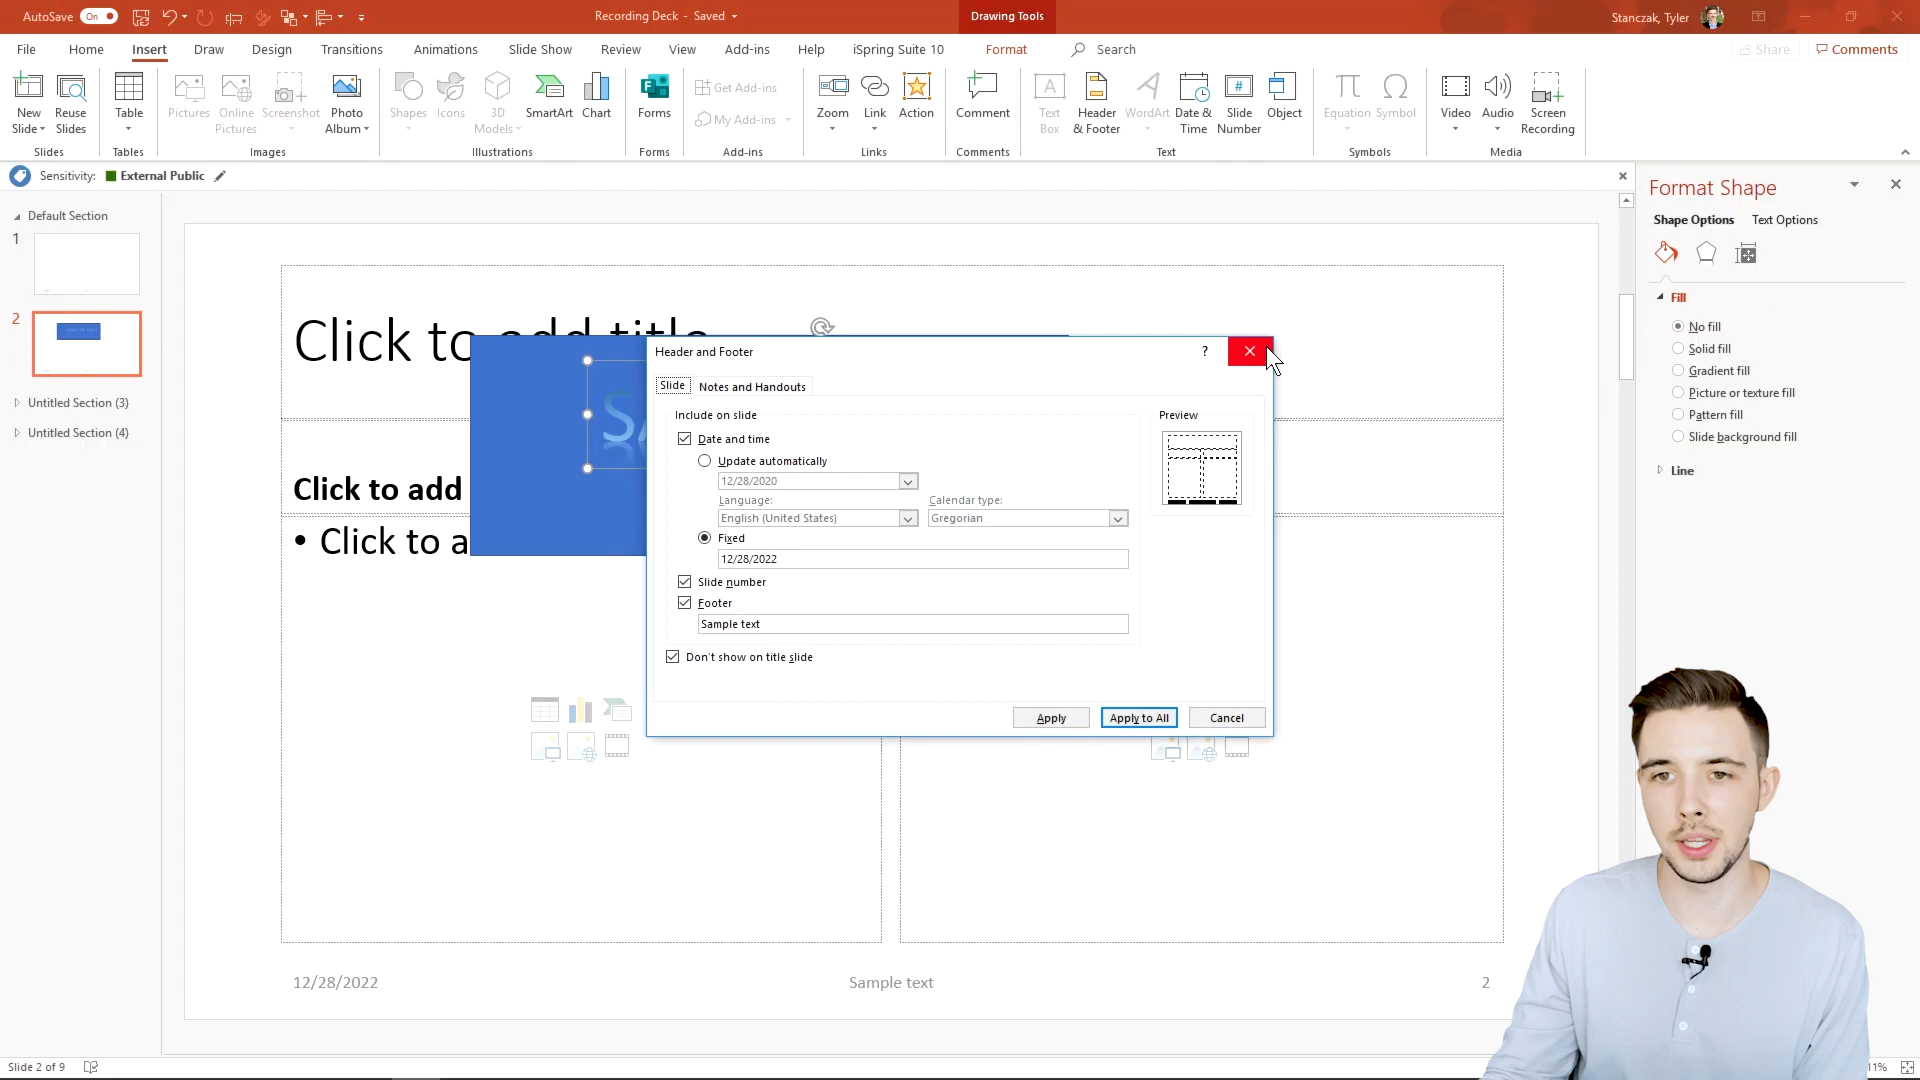 AutoSave On Recording Deck - Saved Drawing Tools Stanczak, Tyler
File Home Insert Draw Design Transitions Animations Slide Show Review View Add-ins Help iSpring Suite 10 Format Search Share Comments
New Slide Reuse Slides Table Pictures Online Pictures Screenshot Photo Album Shapes Icons 3D Models SmartArt Chart Forms Get Add-ins My Add-ins Zoom Link Action Comment Text Box Header & Footer WordArt Date & Time Slide Number Object Equation Symbol Video Audio Screen Recording
Slides Tables Images Illustrations Forms Add-ins Links Comments Text Symbols Media
Sensitivity: External Public
Default Section
1
2
Untitled Section (3)
Untitled Section (4)
Click to add title
Click to add
• Click to a
12/28/2022 Sample text 2
Header and Footer ?
Slide Notes and Handouts
Include on slide Preview
Date and time
Update automatically
12/28/2020
Language: Calendar type:
English (United States) Gregorian
Fixed
12/28/2022
Slide number
Footer
Sample text
Don't show on title slide
Apply Apply to All Cancel
Format Shape
Shape Options Text Options
Fill
No fill
Solid fill
Gradient fill
Picture or texture fill
Pattern fill
Slide background fill
Line
Slide 2 of 9
11%